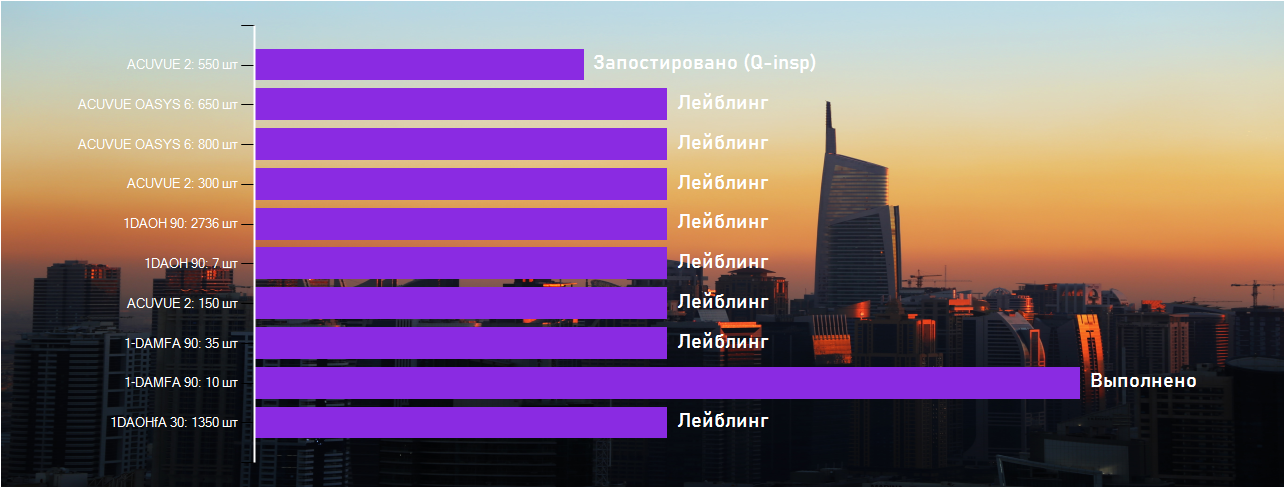 ACUVUE 2: 550 шт Запостировано (Q-insp)
ACUVUE OASYS 6: 650 шт Лейблинг
ACUVUE OASYS 6: 800 шт Лейблинг
ACUVUE 2: 300 шт Лейблинг
1DAOH 90: 2736 шт Лейблинг
1DAOH 90: 7 шт Лейблинг
ACUVUE 2: 150 шт Лейблинг
1-DAMFA 90: 35 шт Лейблинг
1-DAMFA 90: 10 шт Выполнено
1DAOHfA 30: 1350 шт Лейблинг